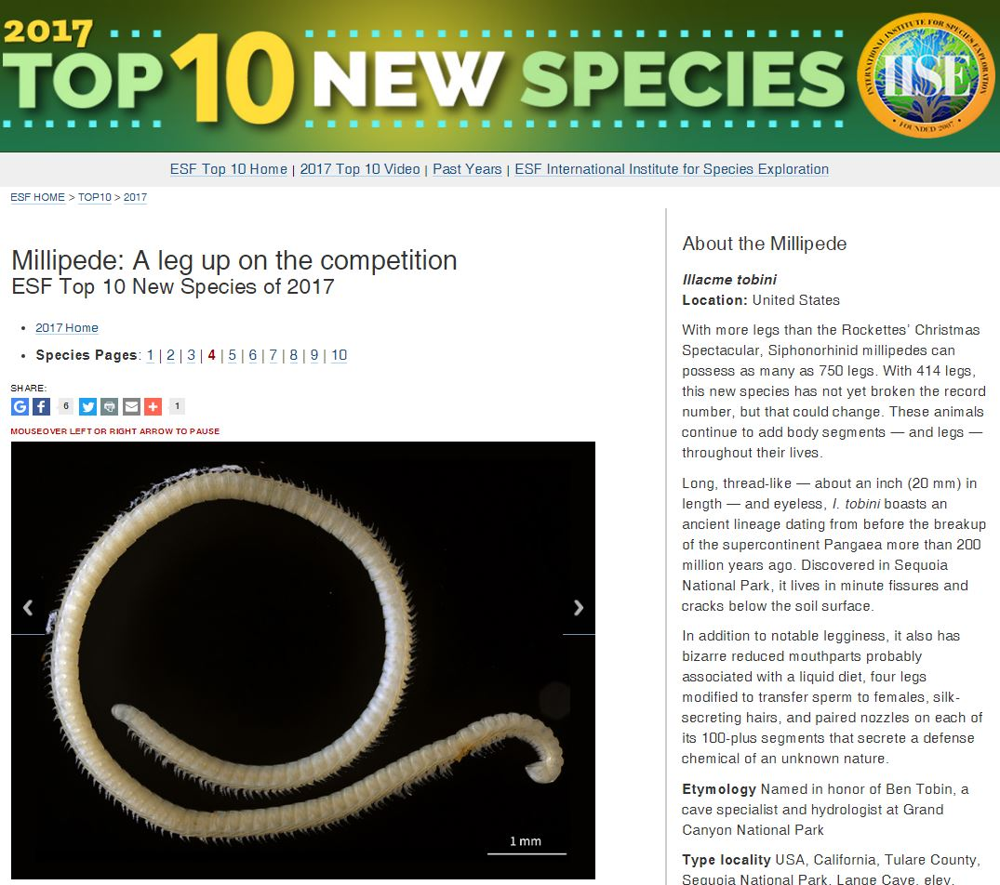 2017
TOP 10 NEW SPECIES
INTERNATIONAL INSTITUTE FOR SPECIES EXPLORATION
IISE
• FOUNDED 2007 •
ESF Top 10 Home | 2017 Top 10 Video | Past Years | ESF International Institute for Species Exploration
ESF HOME > TOP10 > 2017
Millipede: A leg up on the competition
ESF Top 10 New Species of 2017
• 2017 Home
• Species Pages: 1 | 2 | 3 | 4 | 5 | 6 | 7 | 8 | 9 | 10
SHARE:
6
1
MOUSEOVER LEFT OR RIGHT ARROW TO PAUSE
1 mm
About the Millipede
Illacme tobini
Location: United States
With more legs than the Rockettes' Christmas
Spectacular, Siphonorhinid millipedes can
possess as many as 750 legs. With 414 legs,
this new species has not yet broken the record
number, but that could change. These animals
continue to add body segments — and legs —
throughout their lives.
Long, thread-like — about an inch (20 mm) in
length — and eyeless, I. tobini boasts an
ancient lineage dating from before the breakup
of the supercontinent Pangaea more than 200
million years ago. Discovered in Sequoia
National Park, it lives in minute fissures and
cracks below the soil surface.
In addition to notable legginess, it also has
bizarre reduced mouthparts probably
associated with a liquid diet, four legs
modified to transfer sperm to females, silk-
secreting hairs, and paired nozzles on each of
its 100-plus segments that secrete a defense
chemical of an unknown nature.
Etymology Named in honor of Ben Tobin, a
cave specialist and hydrologist at Grand
Canyon National Park
Type locality USA, California, Tulare County,
Sequoia National Park, Lange Cave, elev.